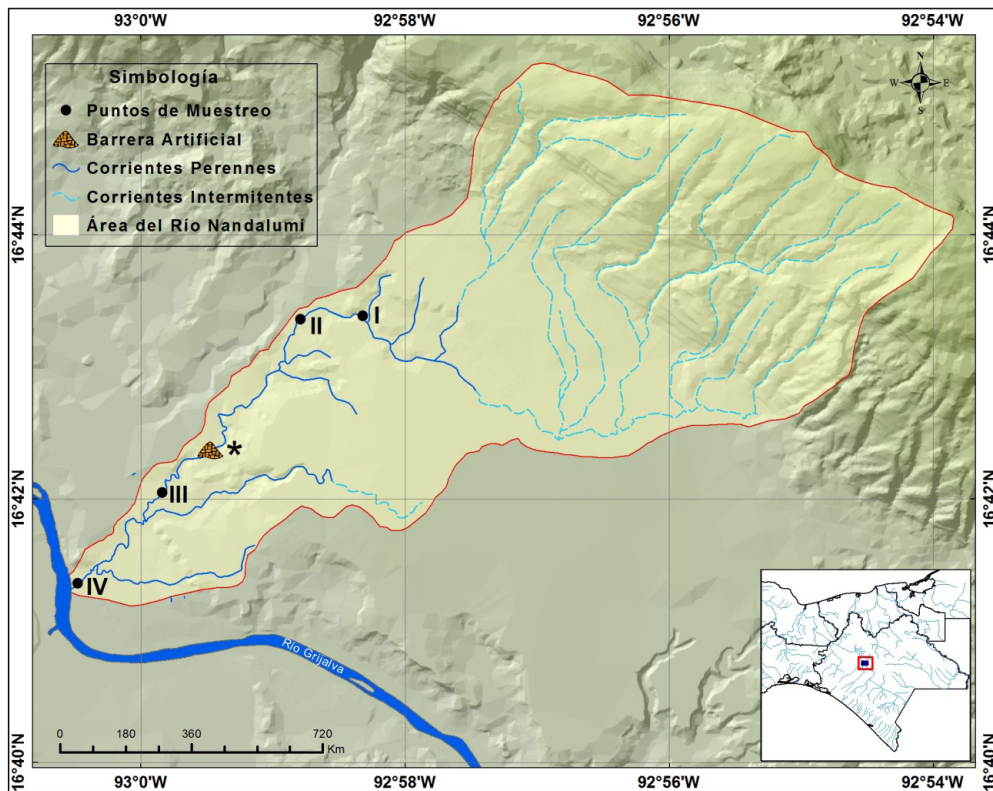 93°0'W 92°58'W 92°56'W 92°54'W
Simbología
Puntos de Muestreo
Barrera Artificial
Corrientes Perennes
Corrientes Intermitentes
Área del Río Nandalumí
N
W E
S
16°44'N 16°44'N
I
II
*
III
16°42'N 16°42'N
IV
Río Grijalva
0 180 360 720
Km
16°40'N 16°40'N
93°0'W 92°58'W 92°56'W 92°54'W